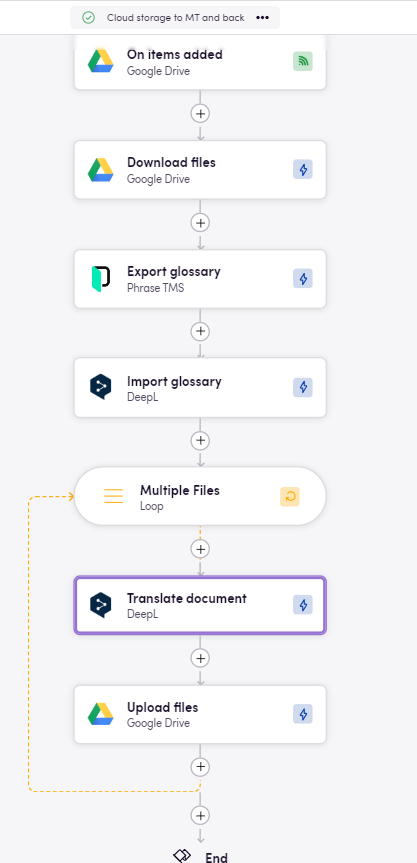 Cloud storage to MT and back
On items added
Google Drive
Download files
Google Drive
Export glossary
Phrase TMS
Import glossary
DeepL
Multiple Files
Loop
Translate document
DeepL
Upload files
Google Drive
End